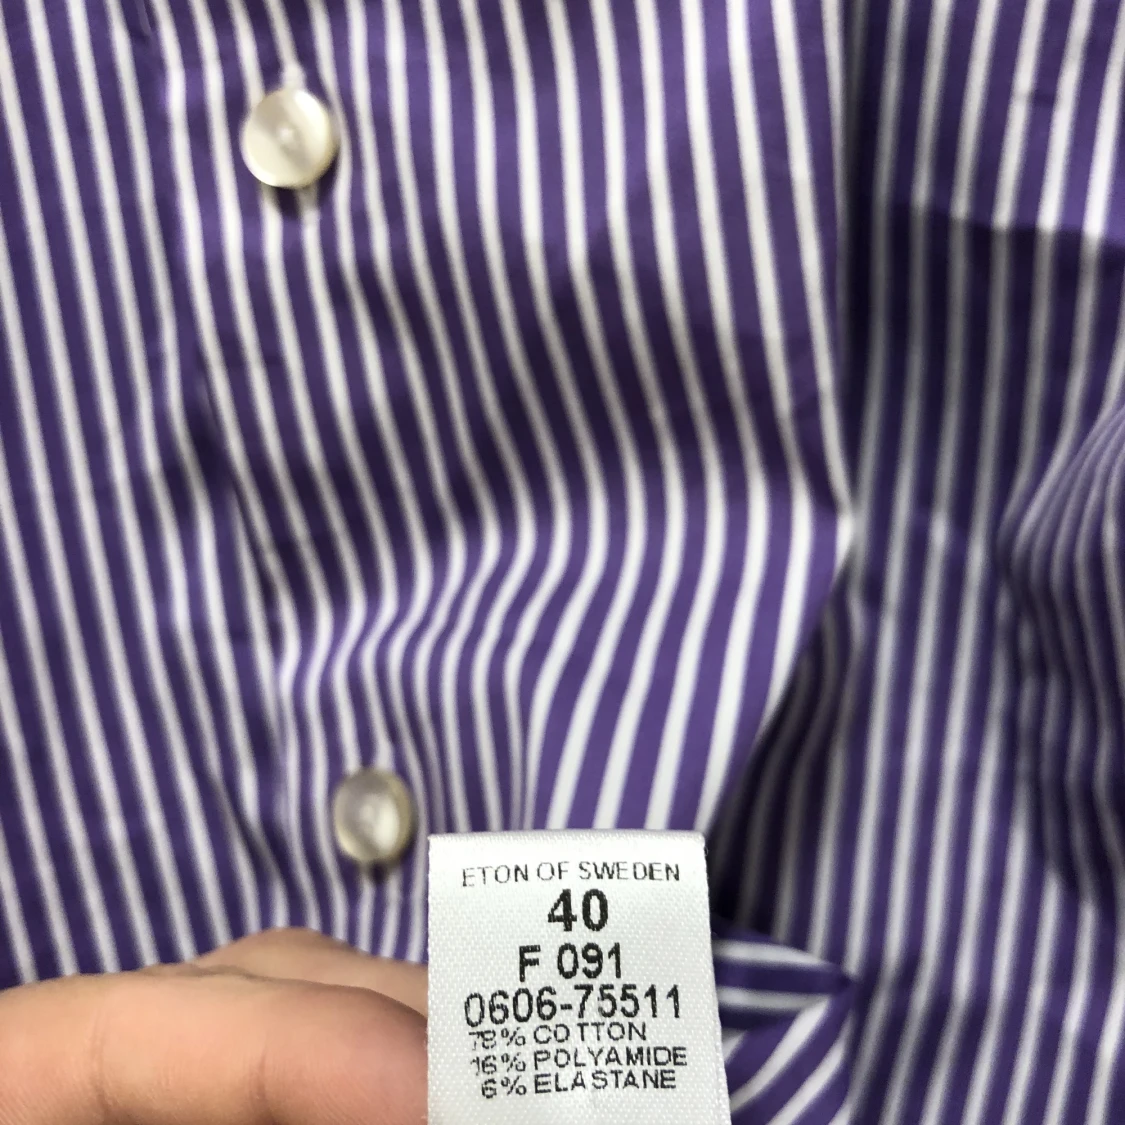 ETON OF SWEDEN
40
F 091
0606-75511
78% COTTON
16% POLYAMIDE
6% ELASTANE